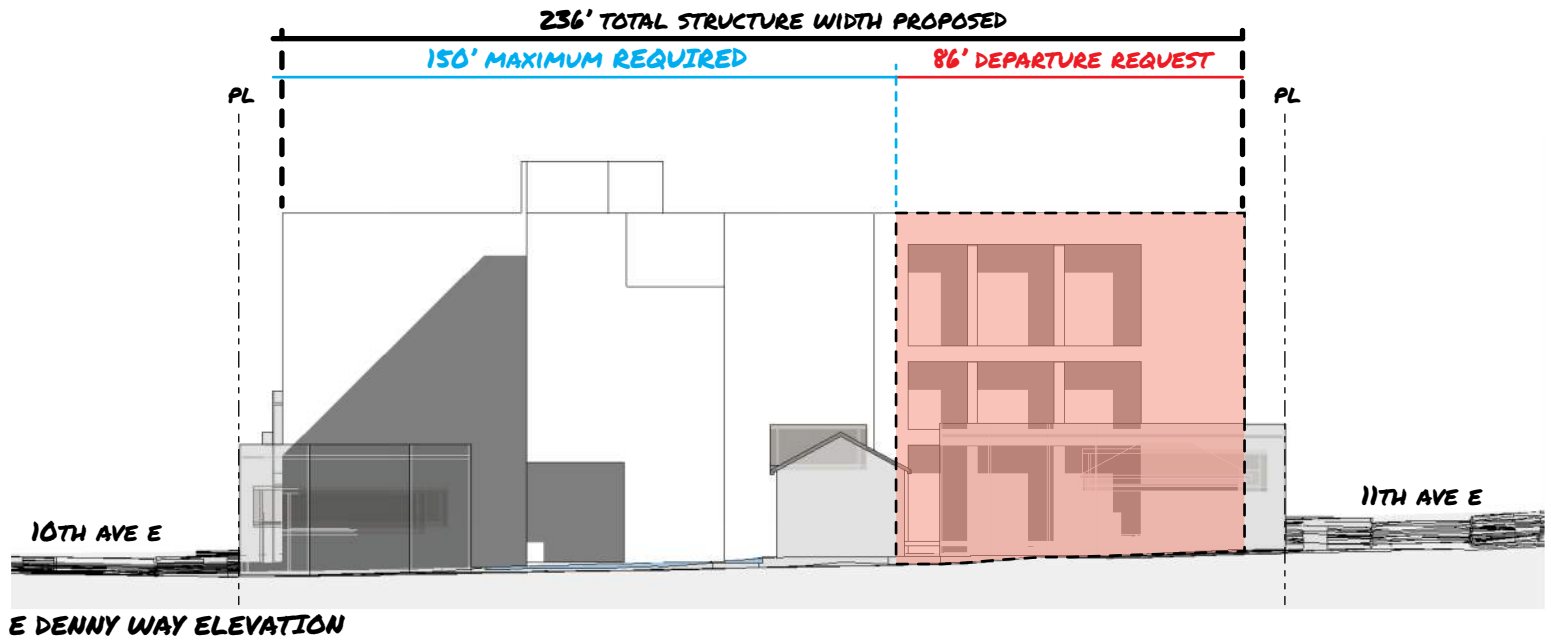 236' TOTAL STRUCTURE WIDTH PROPOSED
150' MAXIMUM REQUIRED
86' DEPARTURE REQUEST
PL
PL
10TH AVE E
11TH AVE E
E DENNY WAY ELEVATION